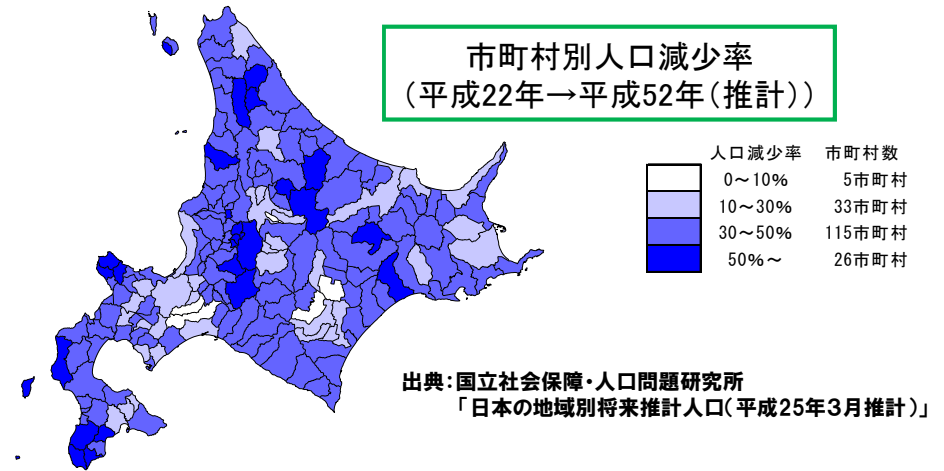 市町村別人口減少率
（平成22年→平成52年（推計））
人口減少率　市町村数
0～10%　5市町村
10～30%　33市町村
30～50%　115市町村
50%～　26市町村
出典：国立社会保障・人口問題研究所
「日本の地域別将来推計人口（平成25年３月推計）」